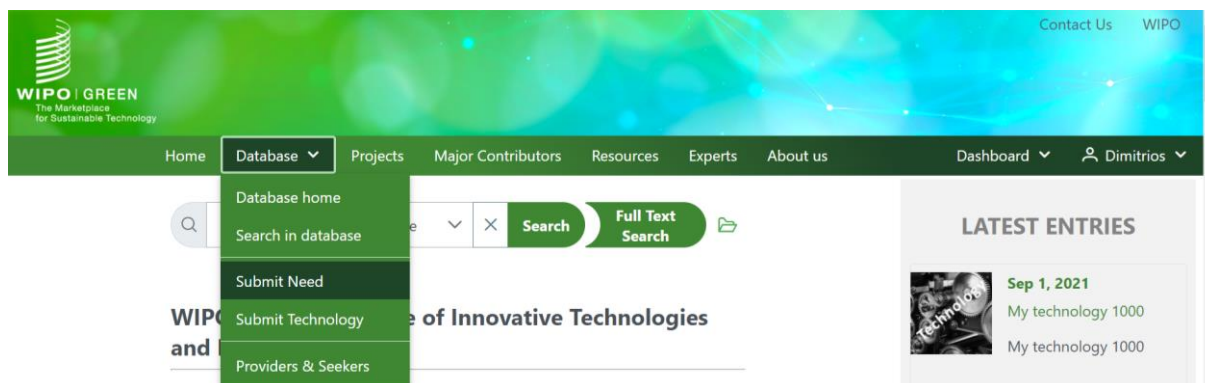 Contact Us WIPO
WIPO | GREEN
The Marketplace
for Sustainable Technology
Home Database Projects Major Contributors Resources Experts About us Dashboard Dimitrios
Database home
Search in database
Submit Need
Submit Technology
Providers & Seekers
e Search Full Text
Search
WIP e of Innovative Technologies
and
LATEST ENTRIES
Technology
Sep 1, 2021
My technology 1000
My technology 1000